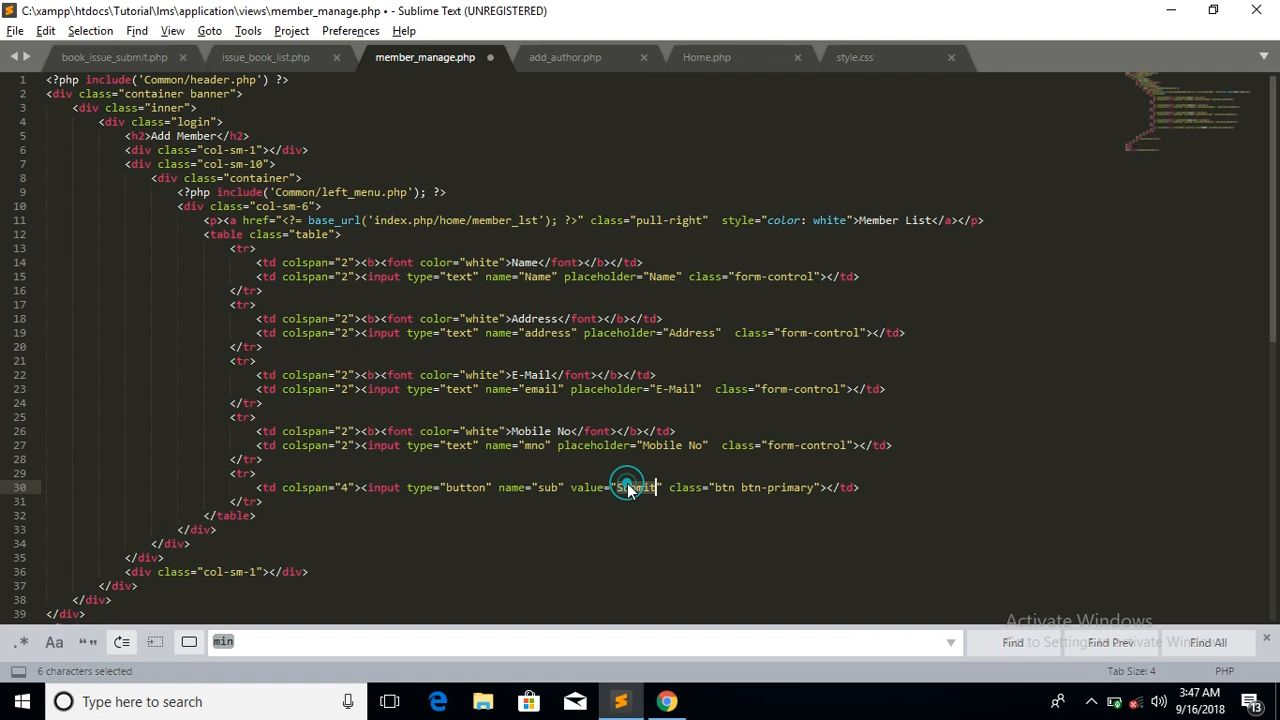 C:\xampp\htdocs\Tutorial\lms\application\views\member_manage.php • - Sublime Text (UNREGISTERED)
File Edit Selection Find View Goto Tools Project Preferences Help
book_issue_submit.php issue_book_list.php member_manage.php add_author.php Home.php style.css
1 <?php include('Common/header.php') ?>
2 <div class="container banner">
3 <div class="inner">
4 <div class="login">
5 <h2>Add Member</h2>
6 <div class="col-sm-1"></div>
7 <div class="col-sm-10">
8 <div class="container">
9 <?php include('Common/left_menu.php'); ?>
10 <div class="col-sm-6">
11 <p><a href="<?= base_url('index.php/home/member_lst'); ?>" class="pull-right"  style="color: white">Member List</a></p>
12 <table class="table">
13 <tr>
14 <td colspan="2"><b><font color="white">Name</font></b></td>
15 <td colspan="2"><input type="text" name="Name" placeholder="Name" class="form-control"></td>
16 </tr>
17 <tr>
18 <td colspan="2"><b><font color="white">Address</font></b></td>
19 <td colspan="2"><input type="text" name="address" placeholder="Address"  class="form-control"></td>
20 </tr>
21 <tr>
22 <td colspan="2"><b><font color="white">E-Mail</font></b></td>
23 <td colspan="2"><input type="text" name="email" placeholder="E-Mail"  class="form-control"></td>
24 </tr>
25 <tr>
26 <td colspan="2"><b><font color="white">Mobile No</font></b></td>
27 <td colspan="2"><input type="text" name="mno" placeholder="Mobile No"  class="form-control"></td>
28 </tr>
29 <tr>
30 <td colspan="4"><input type="button" name="sub" value="Submit" class="btn btn-primary"></td>
31 </tr>
32 </table>
33 </div>
34 </div>
35 </div>
36 <div class="col-sm-1"></div>
37 </div>
38 </div>
39 </div>
Activate Windows
Go to Settings to activate Windows.
.* Aa “” min Find Find Prev Find All
6 characters selected Tab Size: 4 PHP
Type here to search
3:47 AM
9/16/2018
13